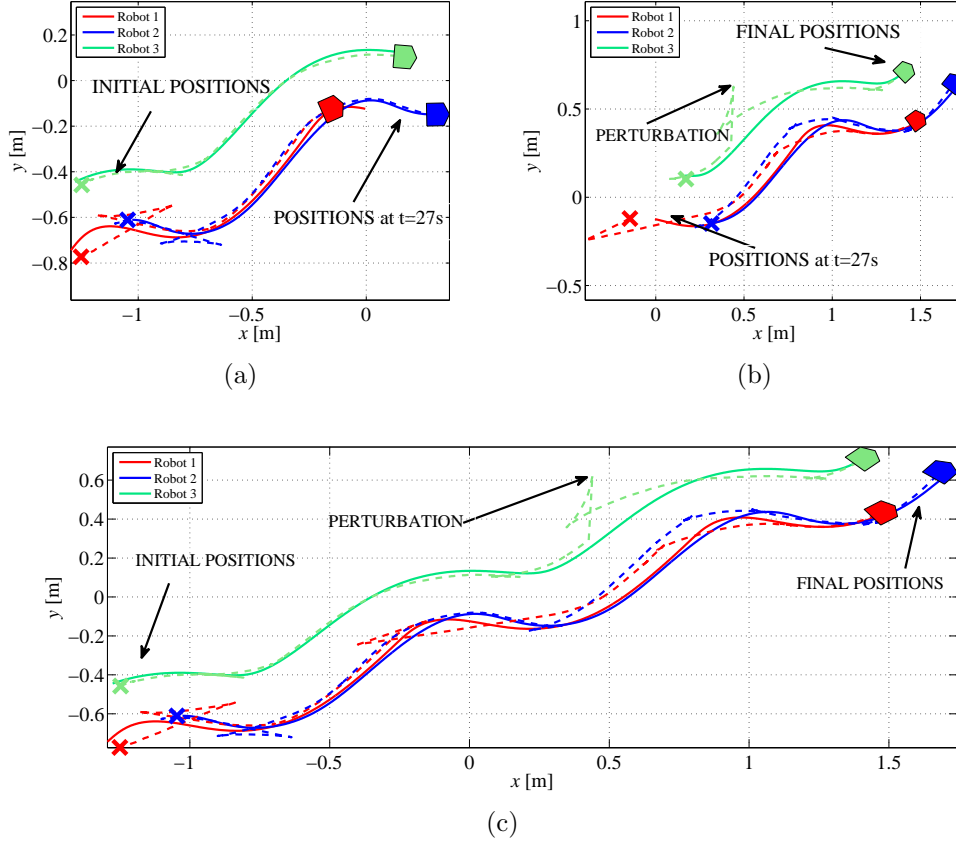 Robot 1
Robot 2
Robot 3
INITIAL POSITIONS
POSITIONS at t=27s
0.2
0
−0.2
−0.4
−0.6
−0.8
y [m]
−1
−0.5
0
x [m]
(a)
Robot 1
Robot 2
Robot 3
FINAL POSITIONS
PERTURBATION
POSITIONS at t=27s
1
0.5
0
−0.5
y [m]
0
0.5
1
1.5
x [m]
(b)
Robot 1
Robot 2
Robot 3
PERTURBATION
INITIAL POSITIONS
FINAL POSITIONS
0.6
0.4
0.2
0
−0.2
−0.4
−0.6
y [m]
−1
−0.5
0
0.5
1
1.5
x [m]
(c)